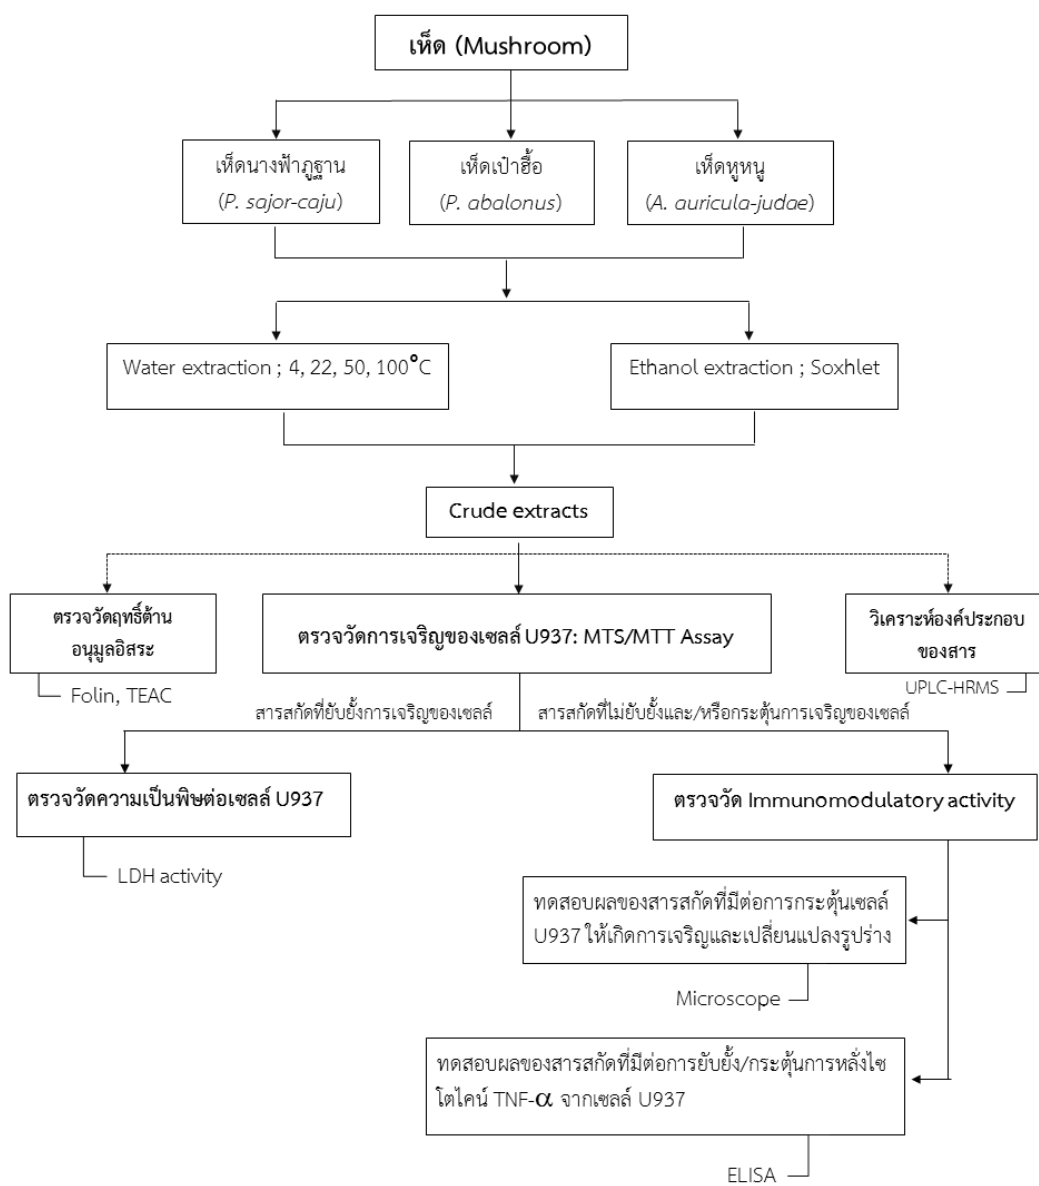 เห็ด (Mushroom)
เห็ดนางฟ้าภูฐาน
(P. sajor-caju)
เห็ดเป๋าฮื้อ
(P. abalonus)
เห็ดหูหนู
(A. auricula-judae)
Water extraction ; 4, 22, 50, 100°C
Ethanol extraction ; Soxhlet
Crude extracts
ตรวจวัดฤทธิ์ต้าน
อนุมูลอิสระ
Folin, TEAC
ตรวจวัดการเจริญของเซลล์ U937: MTS/MTT Assay
วิเคราะห์องค์ประกอบ
ของสาร
UPLC-HRMS
สารสกัดที่ยับยั้งการเจริญของเซลล์
สารสกัดที่ไม่ยับยั้งและ/หรือกระตุ้นการเจริญของเซลล์
ตรวจวัดความเป็นพิษต่อเซลล์ U937
LDH activity
ตรวจวัด Immunomodulatory activity
ทดสอบผลของสารสกัดที่มีต่อการกระตุ้นเซลล์
U937 ให้เกิดการเจริญและเปลี่ยนแปลงรูปร่าง
Microscope
ทดสอบผลของสารสกัดที่มีต่อการยับยั้ง/กระตุ้นการหลั่งไซ
โตไคน์ TNF-α จากเซลล์ U937
ELISA